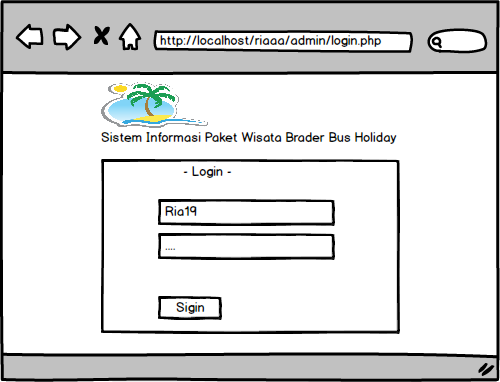 http://localhost/riaaa/admin/login.php
Sistem Informasi Paket Wisata Brader Bus Holiday
- Login -
Ria19
....
Sigin